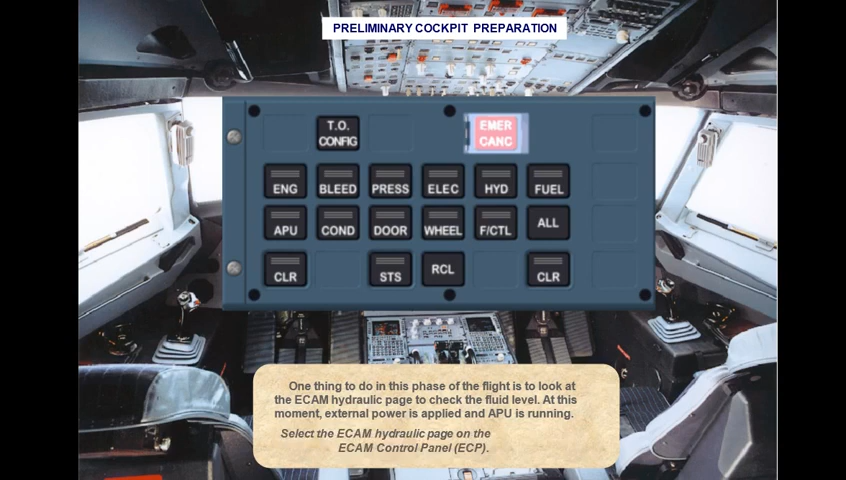 PRELIMINARY COCKPIT PREPARATION
T.O. CONFIG
EMER CANC
ENG BLEED PRESS ELEC HYD FUEL
APU COND DOOR WHEEL F/CTL ALL
CLR STS RCL CLR
One thing to do in this phase of the flight is to look at
the ECAM hydraulic page to check the fluid level. At this
moment, external power is applied and APU is running.
Select the ECAM hydraulic page on the
ECAM Control Panel (ECP).